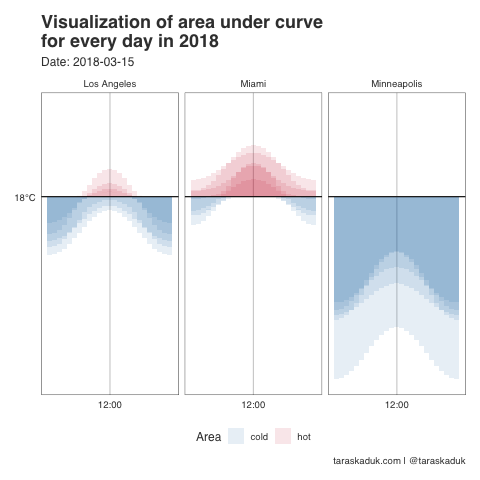 Visualization of area under curve
for every day in 2018
Date: 2018-03-15
Los Angeles
Miami
Minneapolis
18°C
12:00
12:00
12:00
Area
cold
hot
taraskaduk.com | @taraskaduk